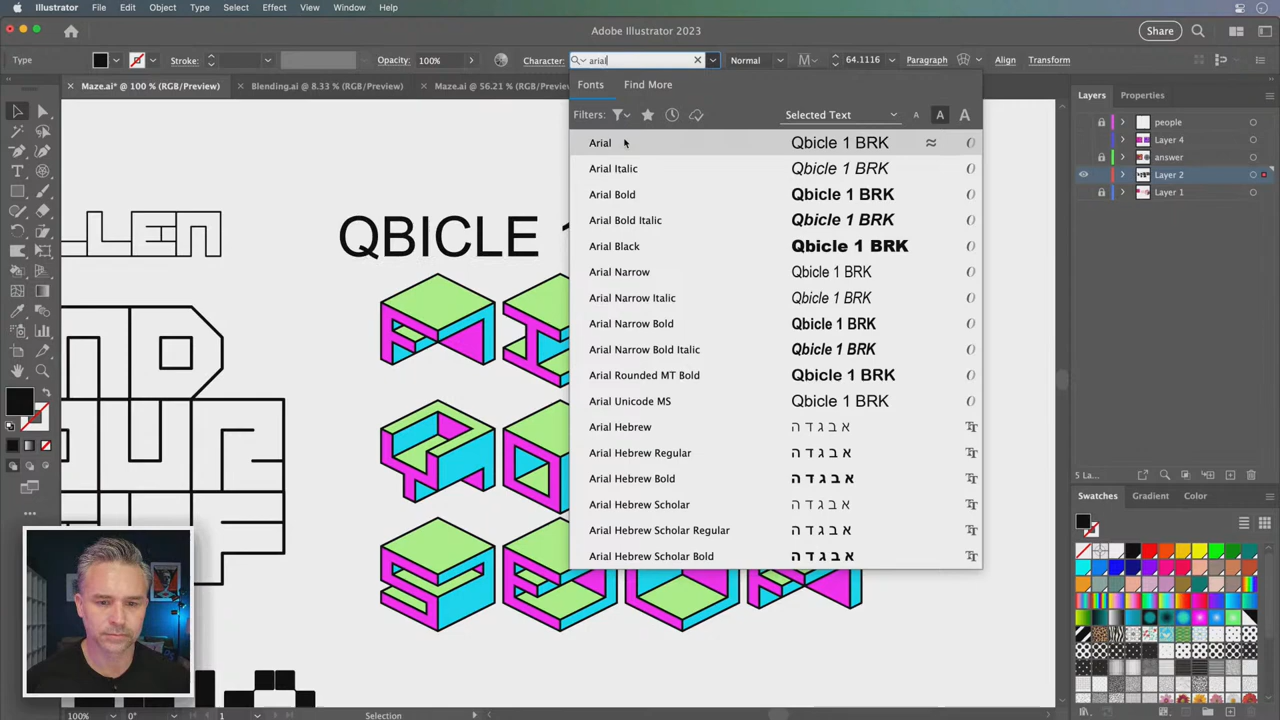 Illustrator File Edit Object Type Select Effect View Window Help
Adobe Illustrator 2023
Share
Type
Stroke:
Opacity: 100%
Character: arial
Normal
64.1116
Paragraph
Align
Transform
Maze.ai* @ 100 % (RGB/Preview)
Blending.ai @ 8.33 % (RGB/Preview)
Maze.ai @ 56.21 % (RGB/Preview)
Fonts
Find More
Filters:
Selected Text
A A A
Arial Qbicle 1 BRK
Arial Italic Qbicle 1 BRK
Arial Bold Qbicle 1 BRK
Arial Bold Italic Qbicle 1 BRK
Arial Black Qbicle 1 BRK
Arial Narrow Qbicle 1 BRK
Arial Narrow Italic Qbicle 1 BRK
Arial Narrow Bold Qbicle 1 BRK
Arial Narrow Bold Italic Qbicle 1 BRK
Arial Rounded MT Bold Qbicle 1 BRK
Arial Unicode MS Qbicle 1 BRK
Arial Hebrew א ב ג ד ה
Arial Hebrew Regular א ב ג ד ה
Arial Hebrew Bold א ב ג ד ה
Arial Hebrew Scholar א ב ג ד ה
Arial Hebrew Scholar Regular א ב ג ד ה
Arial Hebrew Scholar Bold א ב ג ד ה
QBICLE 1
Layers
Properties
people
Layer 4
answer
Layer 2
Layer 1
5 La...
Swatches
Gradient
Color
100%
0°
1
Selection